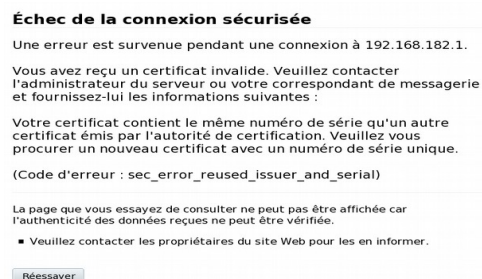 Échec de la connexion sécurisée
Une erreur est survenue pendant une connexion à 192.168.182.1.
Vous avez reçu un certificat invalide. Veuillez contacter
l'administrateur du serveur ou votre correspondant de messagerie
et fournissez-lui les informations suivantes :
Votre certificat contient le même numéro de série qu'un autre
certificat émis par l'autorité de certification. Veuillez vous
procurer un nouveau certificat avec un numéro de série unique.
(Code d'erreur : sec_error_reused_issuer_and_serial)
La page que vous essayez de consulter ne peut pas être affichée car
l'authenticité des données reçues ne peut être vérifiée.
▪ Veuillez contacter les propriétaires du site Web pour les en informer.
Réessayer